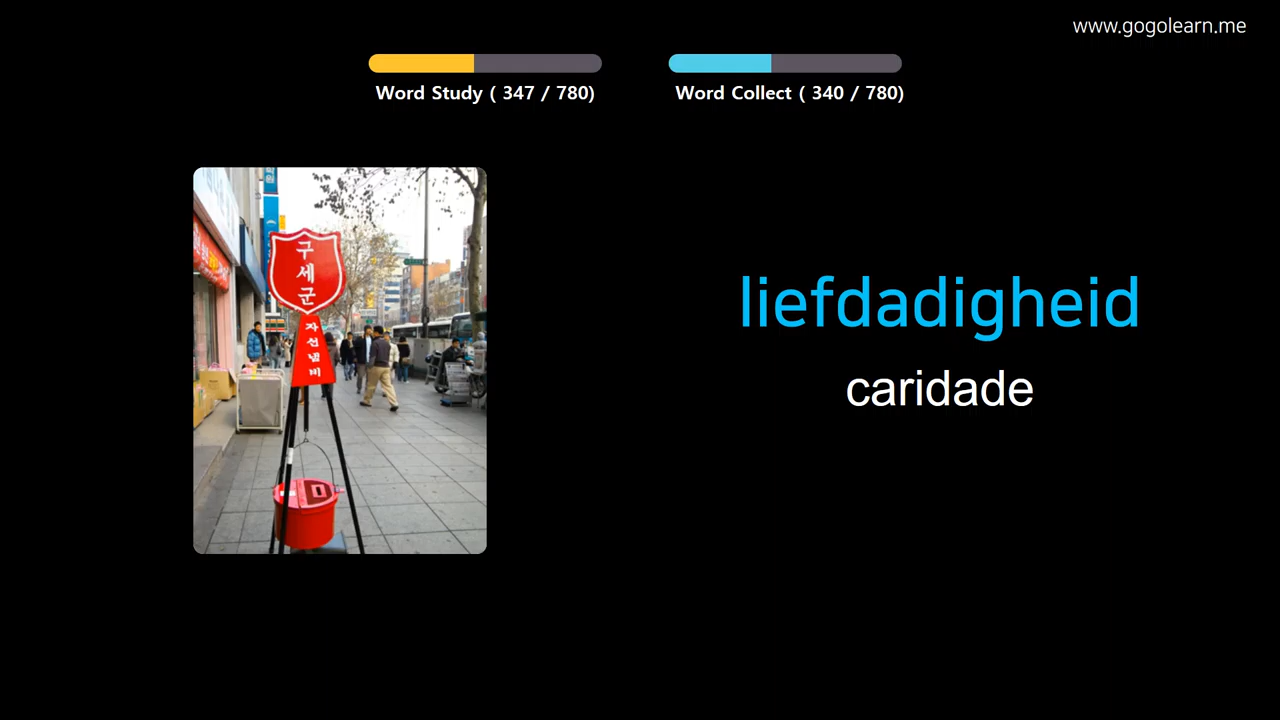 www.gogolearn.me
Word Study ( 347 / 780)
Word Collect ( 340 / 780)
구
세
군
자
선
냄
비
liefdadigheid
caridade